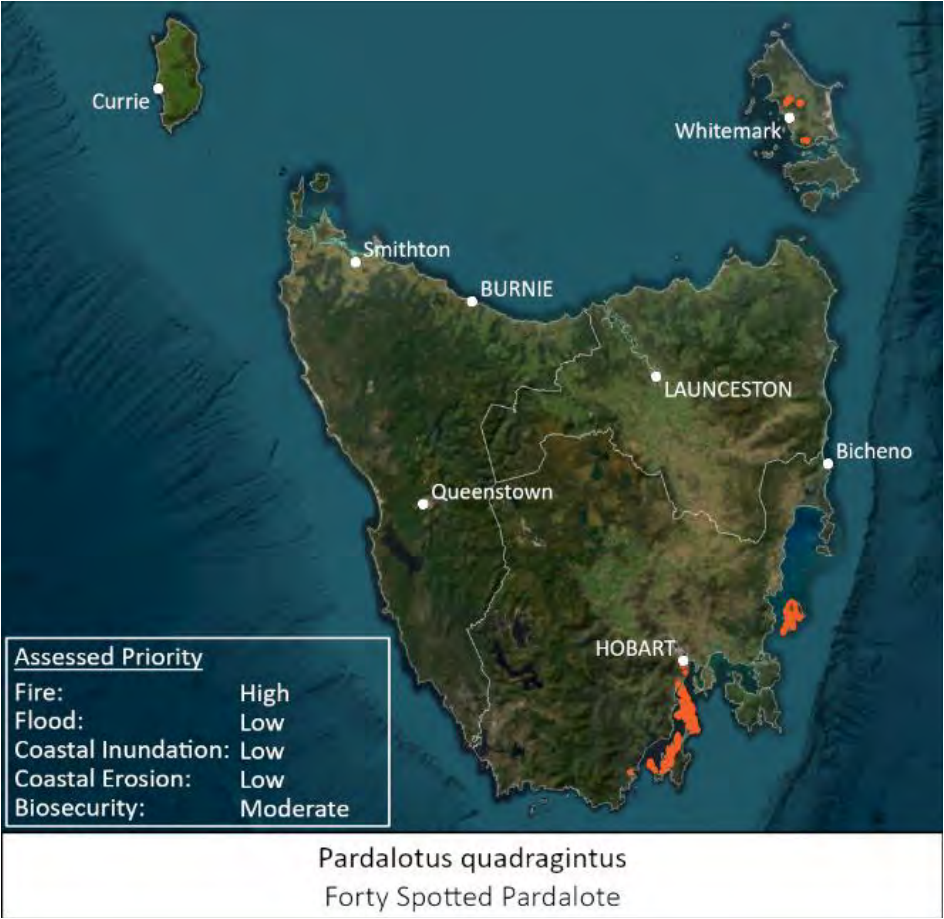 Currie
Whitemark
Smithton
BURNIE
LAUNCESTON
Bicheno
Queenstown
HOBART
Assessed Priority
Fire: High
Flood: Low
Coastal Inundation: Low
Coastal Erosion: Low
Biosecurity: Moderate
Pardalotus quadragintus
Forty Spotted Pardalote